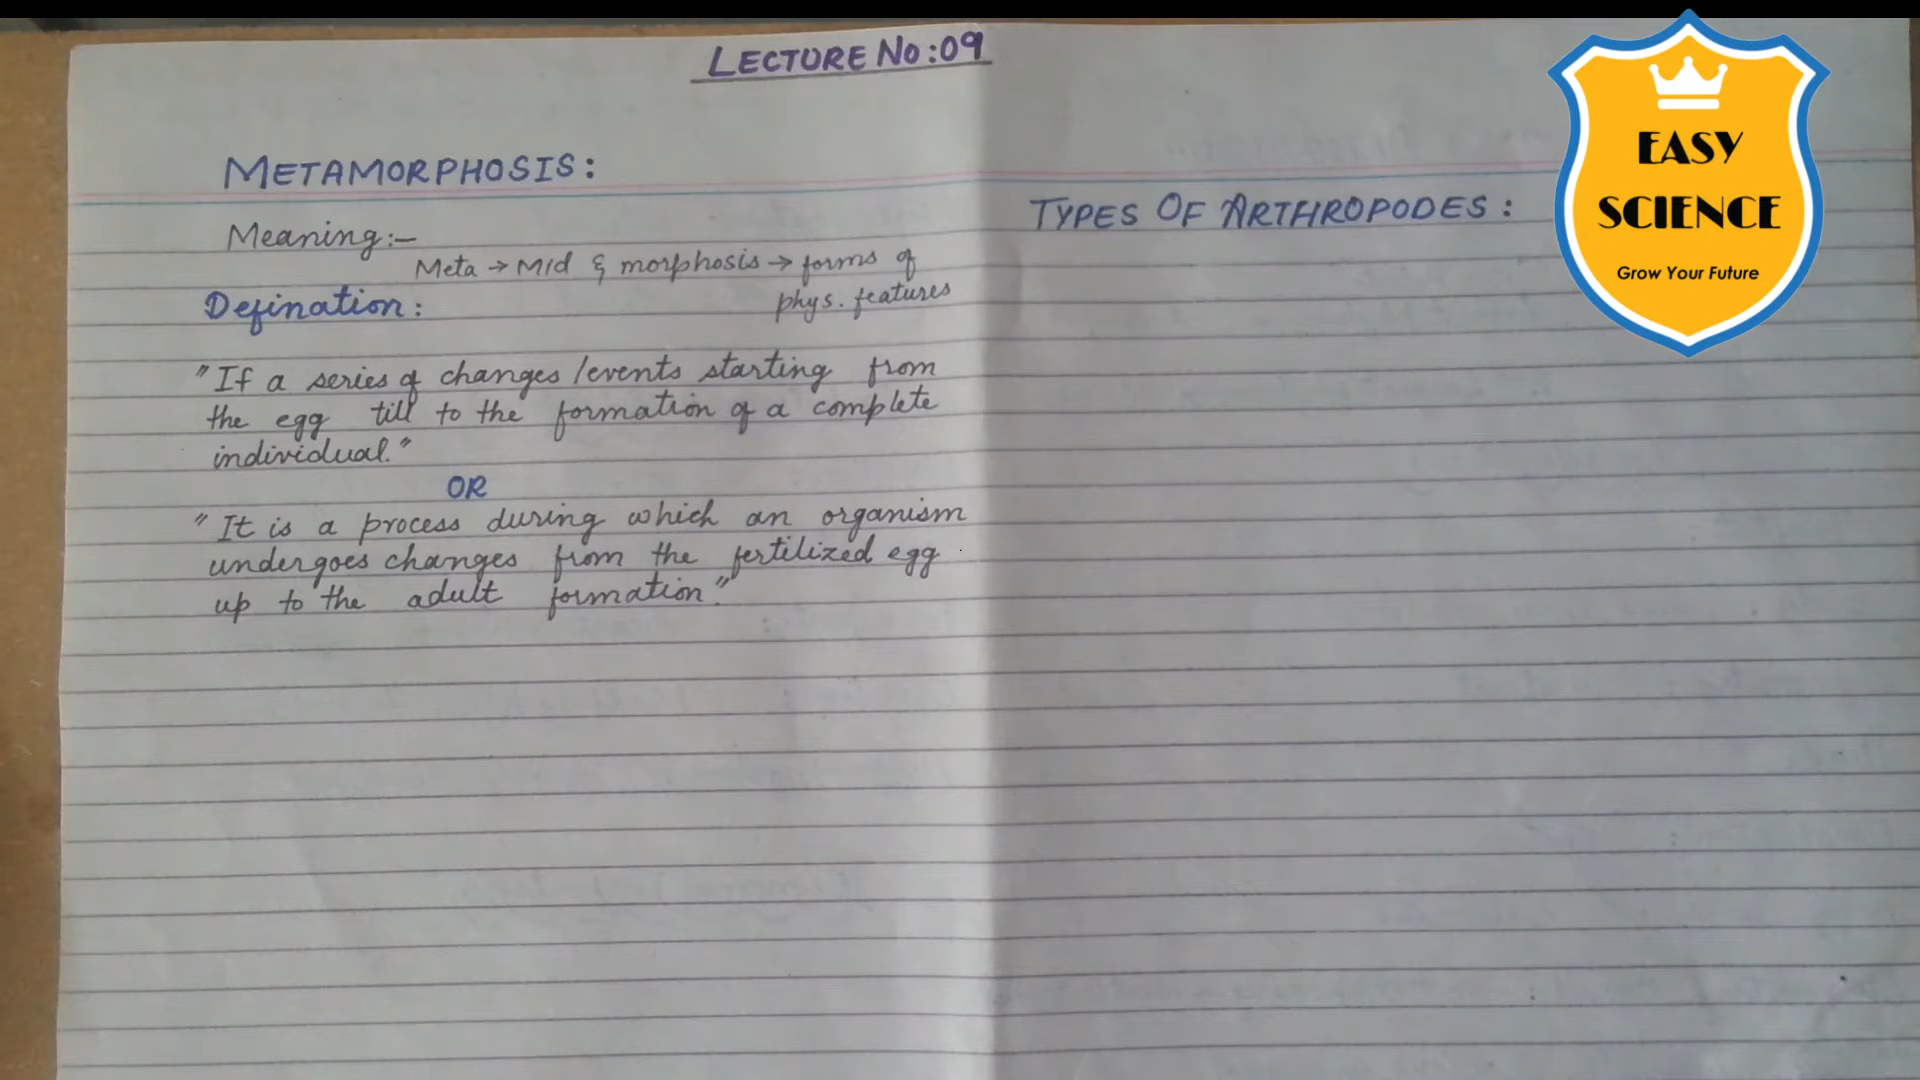 LECTURE No:09
METAMORPHOSIS:
Meaning:-
Meta → Mid & morphosis → forms of
phys. features
Defination:
"If a series of changes/events starting from
the egg till to the formation of a complete
individual."
OR
"It is a process during which an organism
undergoes changes from the fertilized egg
up to the adult formation"
TYPES OF ARTHROPODES:
EASY
SCIENCE
Grow Your Future